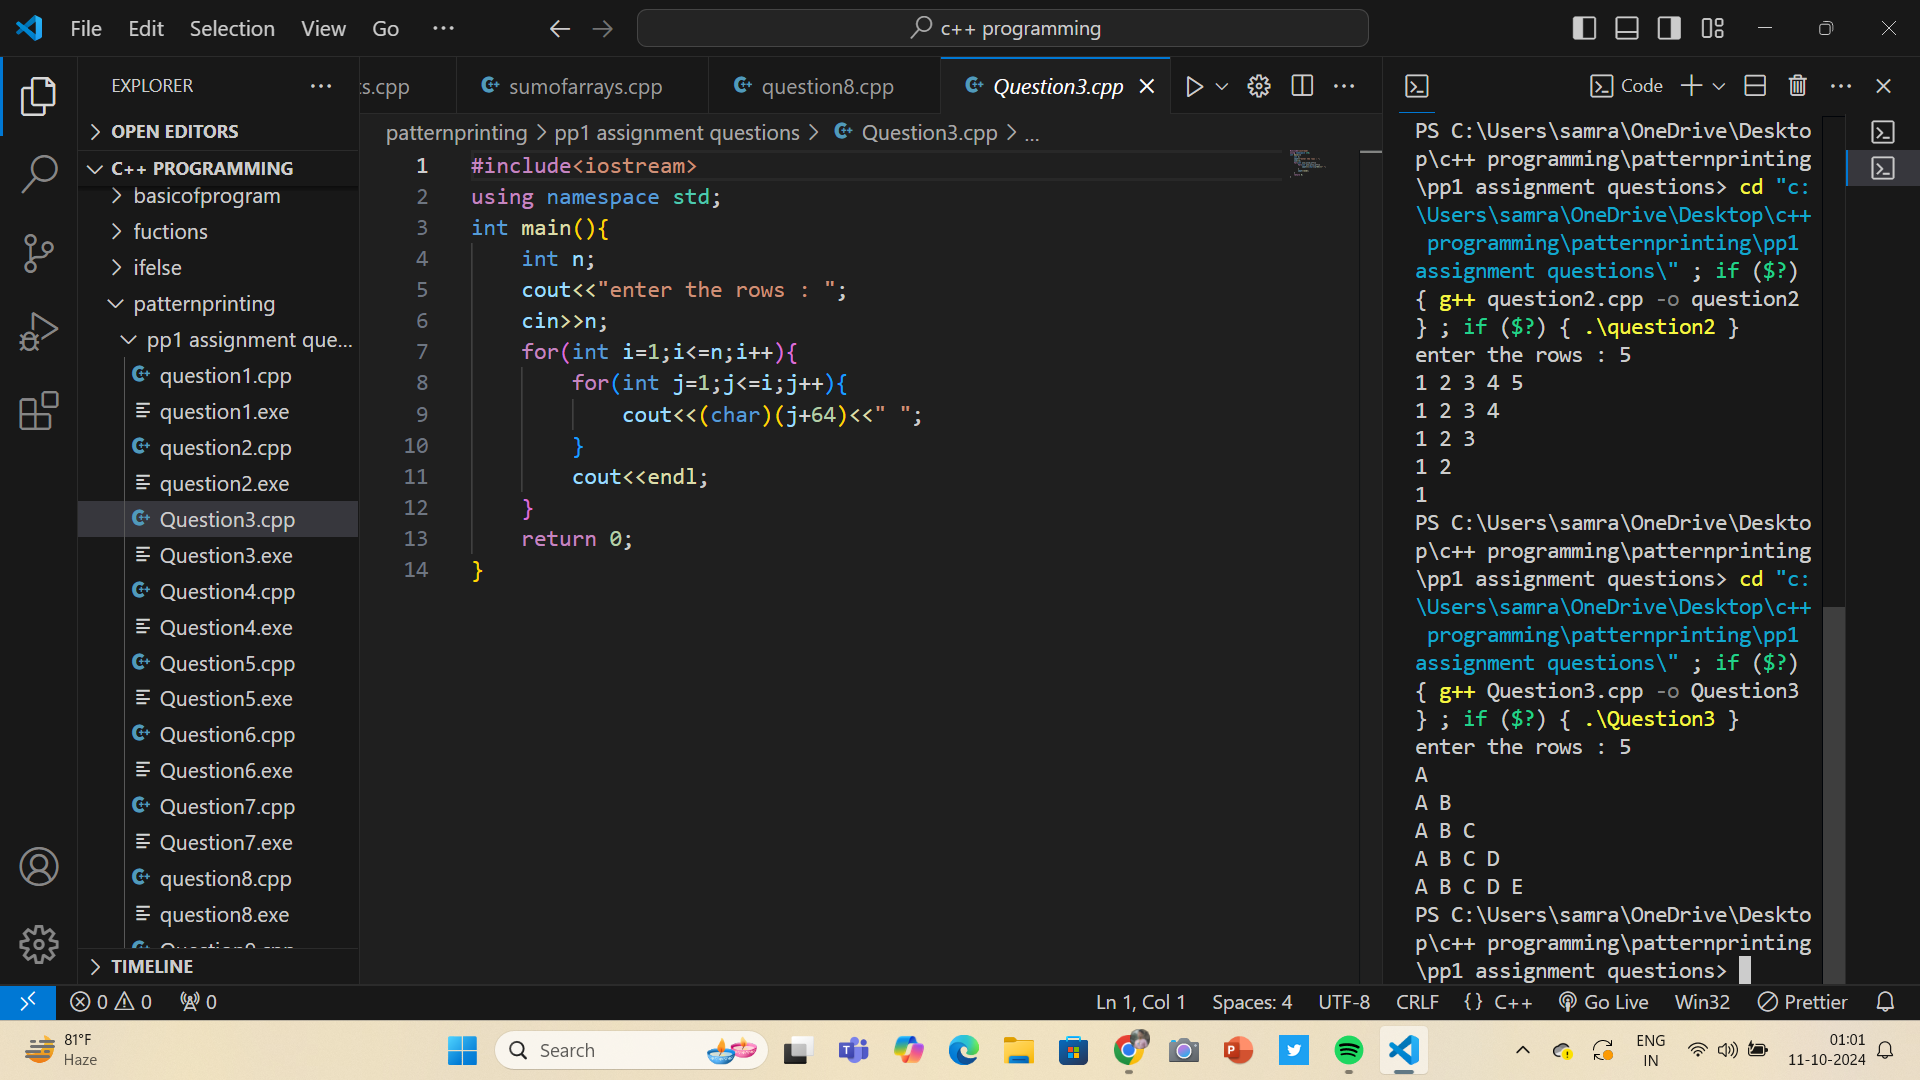 File Edit Selection View Go ···
c++ programming
EXPLORER ···
OPEN EDITORS
C++ PROGRAMMING
basicofprogram
fuctions
ifelse
patternprinting
pp1 assignment que...
question1.cpp
question1.exe
question2.cpp
question2.exe
Question3.cpp
Question3.exe
Question4.cpp
Question4.exe
Question5.cpp
Question5.exe
Question6.cpp
Question6.exe
Question7.cpp
Question7.exe
question8.cpp
question8.exe
TIMELINE
s.cpp sumofarrays.cpp question8.cpp Question3.cpp
patternprinting > pp1 assignment questions > Question3.cpp > ...
1 #include<iostream>
2 using namespace std;
3 int main(){
4 int n;
5 cout<<"enter the rows : ";
6 cin>>n;
7 for(int i=1;i<=n;i++){
8 for(int j=1;j<=i;j++){
9 cout<<(char)(j+64)<<" ";
10 }
11 cout<<endl;
12 }
13 return 0;
14 }
Code
PS C:\Users\samra\OneDrive\Deskto
p\c++ programming\patternprinting
\pp1 assignment questions> cd "c:
\Users\samra\OneDrive\Desktop\c++
programming\patternprinting\pp1
assignment questions\" ; if ($?)
{ g++ question2.cpp -o question2
} ; if ($?) { .\question2 }
enter the rows : 5
1 2 3 4 5
1 2 3 4
1 2 3
1 2
1
PS C:\Users\samra\OneDrive\Deskto
p\c++ programming\patternprinting
\pp1 assignment questions> cd "c:
\Users\samra\OneDrive\Desktop\c++
programming\patternprinting\pp1
assignment questions\" ; if ($?)
{ g++ Question3.cpp -o Question3
} ; if ($?) { .\Question3 }
enter the rows : 5
A
A B
A B C
A B C D
A B C D E
PS C:\Users\samra\OneDrive\Deskto
p\c++ programming\patternprinting
\pp1 assignment questions>
0 0 0 Ln 1, Col 1 Spaces: 4 UTF-8 CRLF {} C++ Go Live Win32 Prettier
81°F
Haze
Search
ENG
IN
01:01
11-10-2024